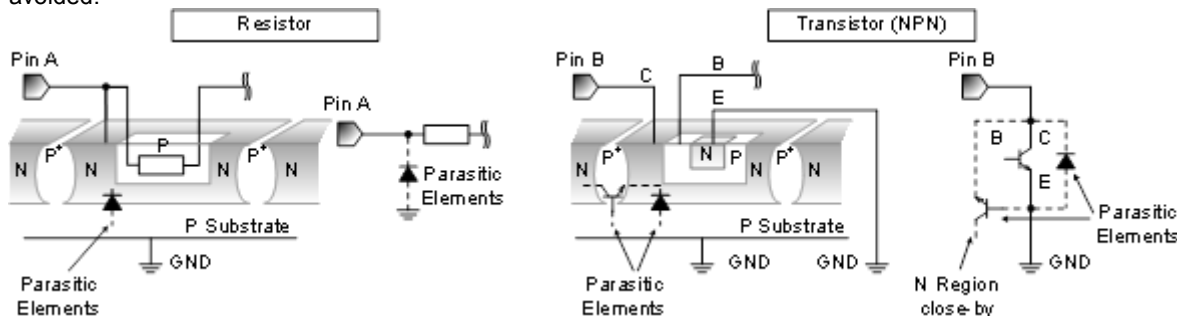 avoided.
Resistor
Transistor (NPN)
Pin A
Pin B
C
B
E
Pin B
Pin A
N
P+
N
P
N
P+
N
Parasitic
Elements
P Substrate
GND
Parasitic
Elements
N
P+
N
N
P
N
P+
N
P Substrate
GND
GND
Parasitic
Elements
B
C
E
Parasitic
Elements
GND
N Region
close-by